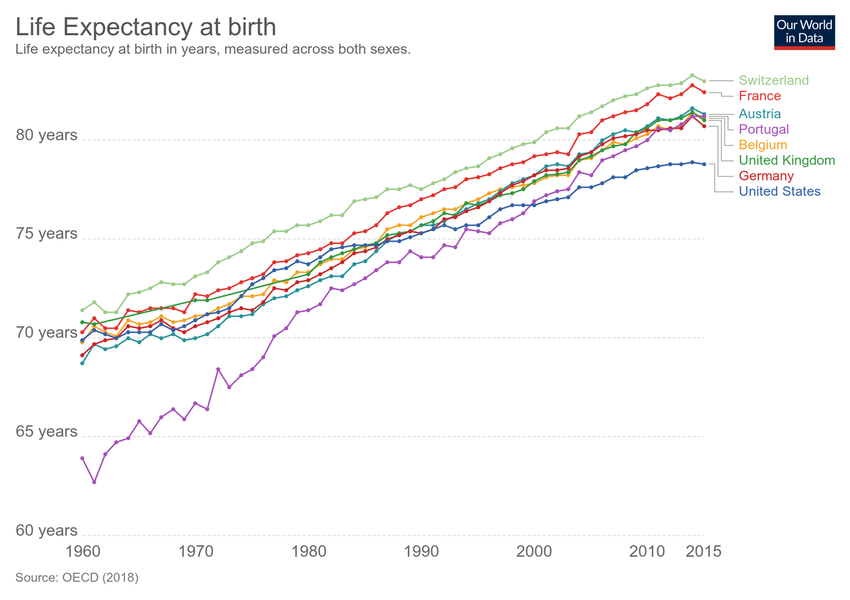 Life Expectancy at birth
Life expectancy at birth in years, measured across both sexes.
Our World
in Data
Switzerland
France
Austria
Portugal
Belgium
United Kingdom
Germany
United States
80 years
75 years
70 years
65 years
60 years
1960 1970 1980 1990 2000 2010 2015
Source: OECD (2018)